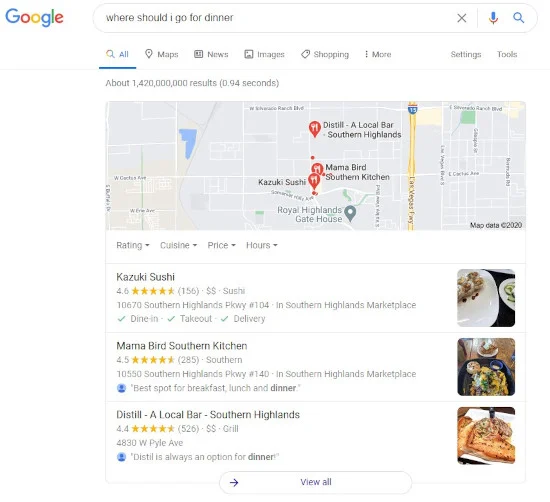 Google
where should i go for dinner
All Maps News Images Shopping More Settings Tools
About 1,420,000,000 results (0.94 seconds)
W Silverado Ranch Blvd
E Silverado Ranch Blvd
15
Distill - A Local Bar
- Southern Highlands
Mama Bird
Southern Kitchen
Kazuki Sushi
W Cactus Ave
W Cactus Ave
E Cactus Ave
Las Vegas Fwy
Royal Highlands
Gate House
Map data ©2020
Rating Cuisine Price Hours
Kazuki Sushi
4.6 (156) · $$ · Sushi
10670 Southern Highlands Pkwy #104 · In Southern Highlands Marketplace
Dine-in · Takeout · Delivery
Mama Bird Southern Kitchen
4.5 (285) · Southern
10550 Southern Highlands Pkwy #140 · In Southern Highlands Marketplace
"Best spot for breakfast, lunch and dinner."
Distill - A Local Bar - Southern Highlands
4.4 (526) · $$ · Grill
4830 W Pyle Ave
"Distil is always an option for dinner!"
View all